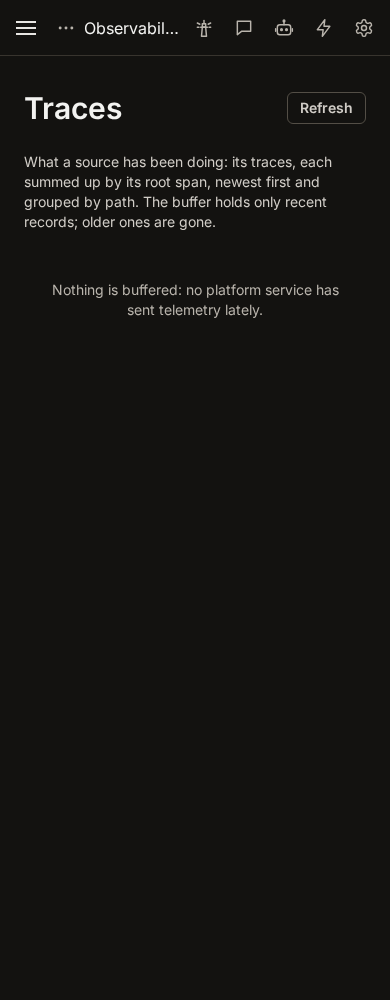 Observabil...
Traces
Refresh
What a source has been doing: its traces, each
summed up by its root span, newest first and
grouped by path. The buffer holds only recent
records; older ones are gone.
Nothing is buffered: no platform service has
sent telemetry lately.